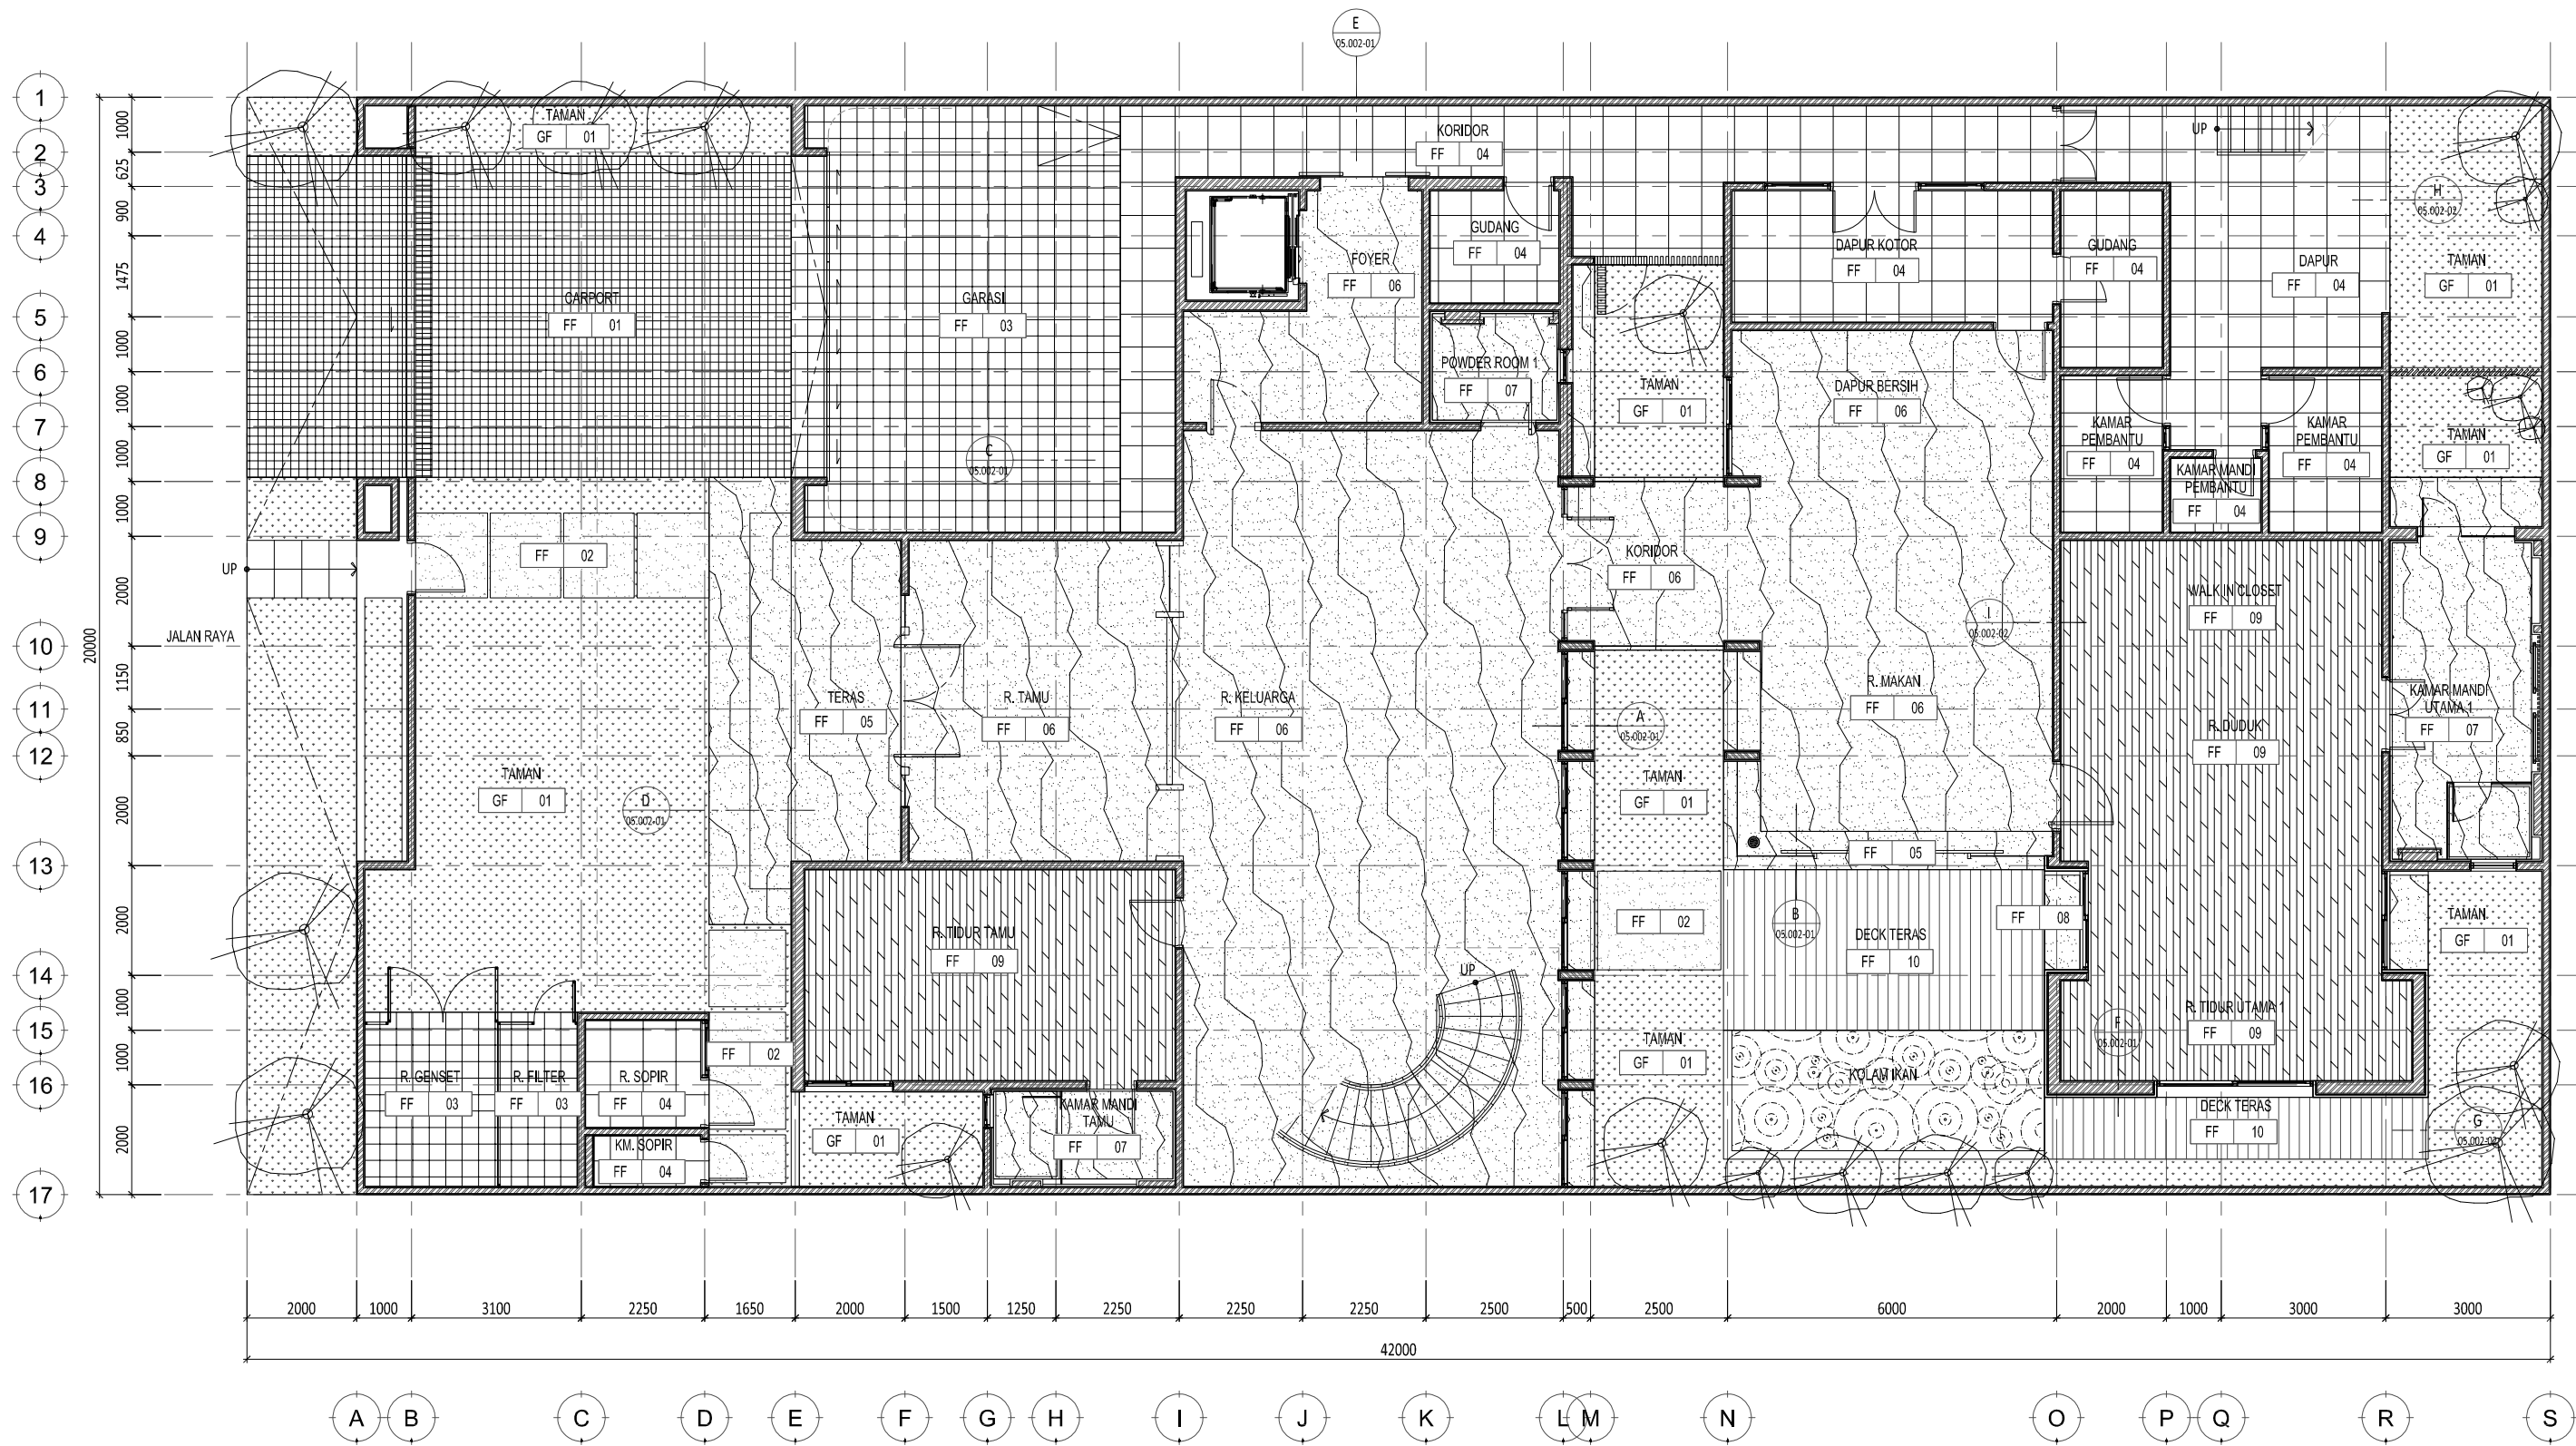 E
05.002-01
1
2
3
4
5
6
7
8
9
10
11
12
13
14
15
16
17
1000
625
900
1475
1000
1000
1000
1000
2000
1150
850
2000
2000
1000
1000
2000
20000
TAMAN
GF 01
KORIDOR
FF 04
UP
H
05.002-02
GUDANG
FF 04
FOYER
FF 06
DAPUR KOTOR
FF 04
GUDANG
FF 04
DAPUR
FF 04
TAMAN
GF 01
CARPORT
FF 01
GARASI
FF 03
POWDER ROOM 1
FF 07
TAMAN
GF 01
DAPUR BERSIH
FF 06
KAMAR
PEMBANTU
FF 04
KAMAR
PEMBANTU
FF 04
TAMAN
GF 01
C
05.002-01
KAMAR MANDI
PEMBANTU
FF 04
FF 02
UP
KORIDOR
FF 06
WALK IN CLOSET
FF 09
I
05.002-02
JALAN RAYA
TERAS
FF 05
R. TAMU
FF 06
R. KELUARGA
FF 06
A
05.002-01
R. MAKAN
FF 06
R. DUDUK
FF 09
KAMAR MANDI
UTAMA 1
FF 07
TAMAN
GF 01
D
05.002-01
TAMAN
GF 01
FF 05
R. TIDUR TAMU
FF 09
FF 02
B
05.002-01
DECK TERAS
FF 10
FF 08
TAMAN
GF 01
UP
R. TIDUR UTAMA 1
FF 09
F
05.002-01
FF 02
TAMAN
GF 01
KOLAM IKAN
R. GENSET
FF 03
R. FILTER
FF 03
R. SOPIR
FF 04
KM. SOPIR
FF 04
TAMAN
GF 01
KAMAR MANDI
TAMU
FF 07
DECK TERAS
FF 10
G
05.002-02
2000 1000 3100 2250 1650 2000 1500 1250 2250 2250 2250 2500 500 2500 6000 2000 1000 3000 3000
42000
A B C D E F G H I J K L M N O P Q R S